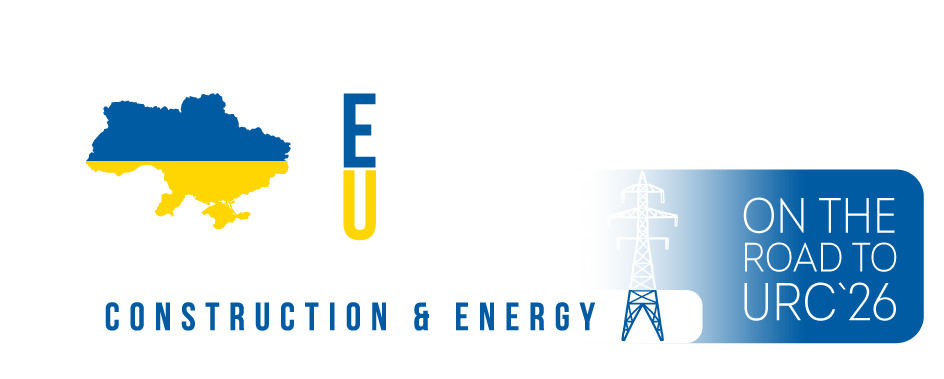 E
U
CONSTRUCTION & ENERGY
ON THE
ROAD TO
URC`26